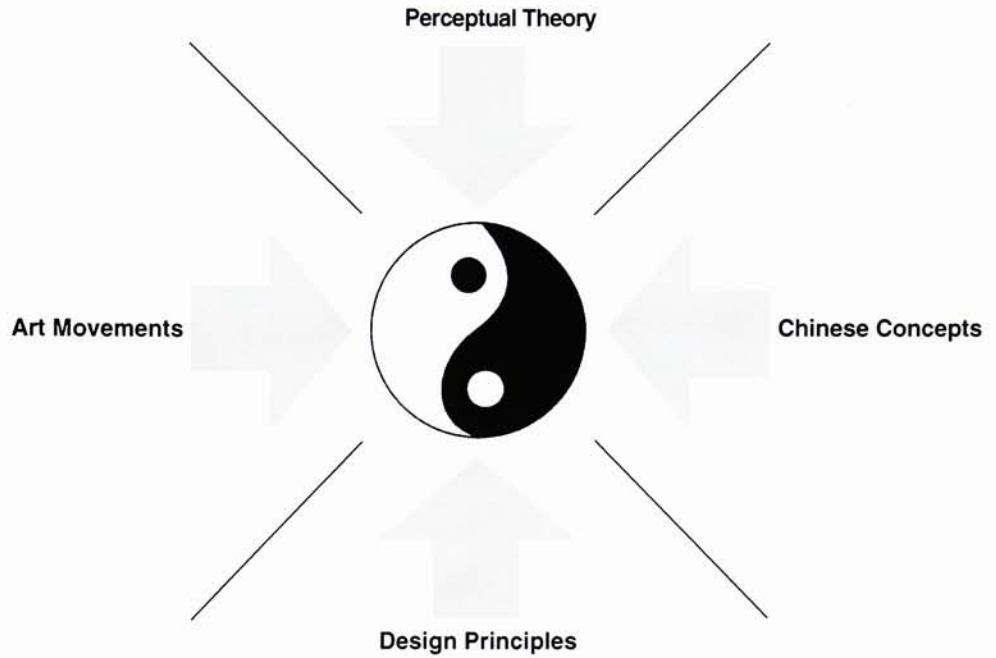 Perceptual Theory
Art Movements
Chinese Concepts
Design Principles